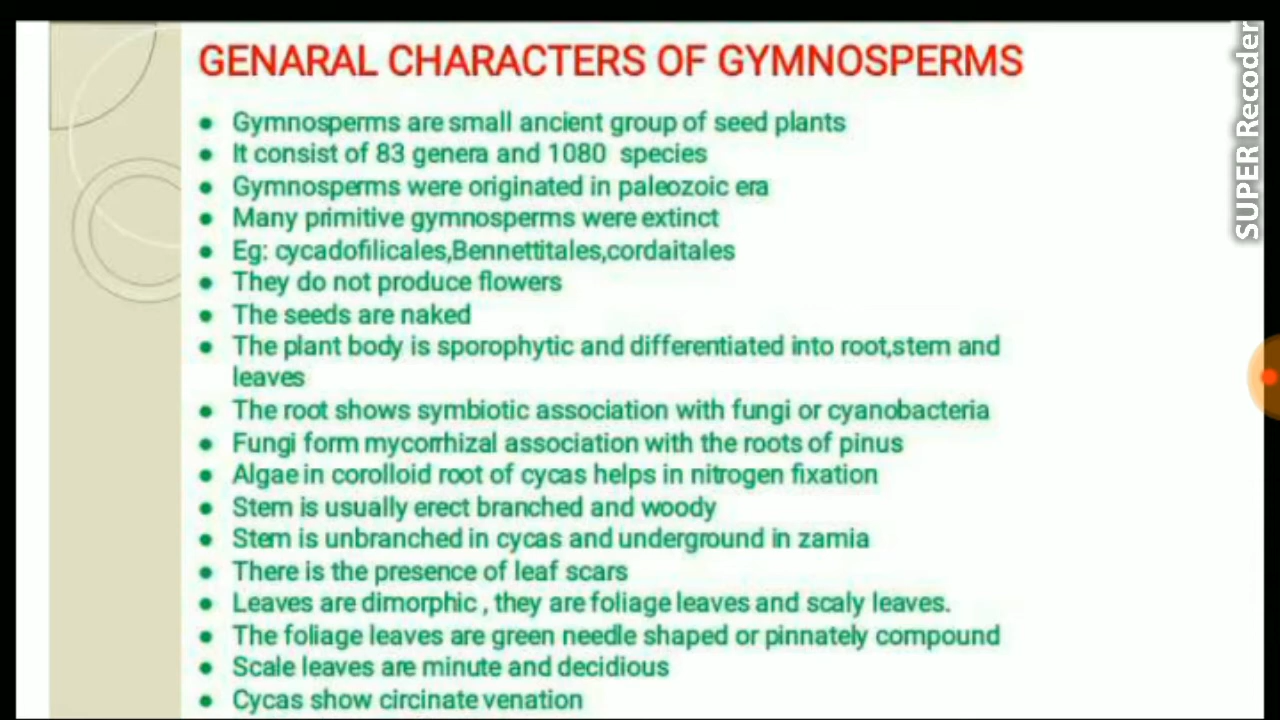 GENARAL CHARACTERS OF GYMNOSPERMS
Gymnosperms are small ancient group of seed plants
It consist of 83 genera and 1080 species
Gymnosperms were originated in paleozoic era
Many primitive gymnosperms were extinct
Eg: cycadofilicales,Bennettitales,cordaitales
They do not produce flowers
The seeds are naked
The plant body is sporophytic and differentiated into root,stem and
leaves
The root shows symbiotic association with fungi or cyanobacteria
Fungi form mycorrhizal association with the roots of pinus
Algae in corolloid root of cycas helps in nitrogen fixation
Stem is usually erect branched and woody
Stem is unbranched in cycas and underground in zamia
There is the presence of leaf scars
Leaves are dimorphic , they are foliage leaves and scaly leaves.
The foliage leaves are green needle shaped or pinnately compound
Scale leaves are minute and decidious
Cycas show circinate venation
SUPER Recoder